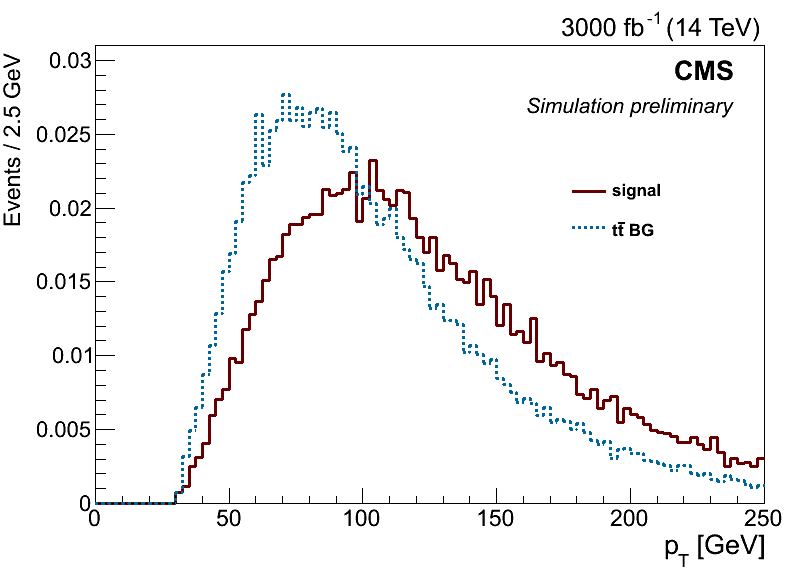 3000 fb⁻¹ (14 TeV)
CMS
Simulation preliminary
Events / 2.5 GeV
0.03
0.025
0.02
0.015
0.01
0.005
0
signal
tt̄ BG
0 50 100 150 200 250
p_T [GeV]